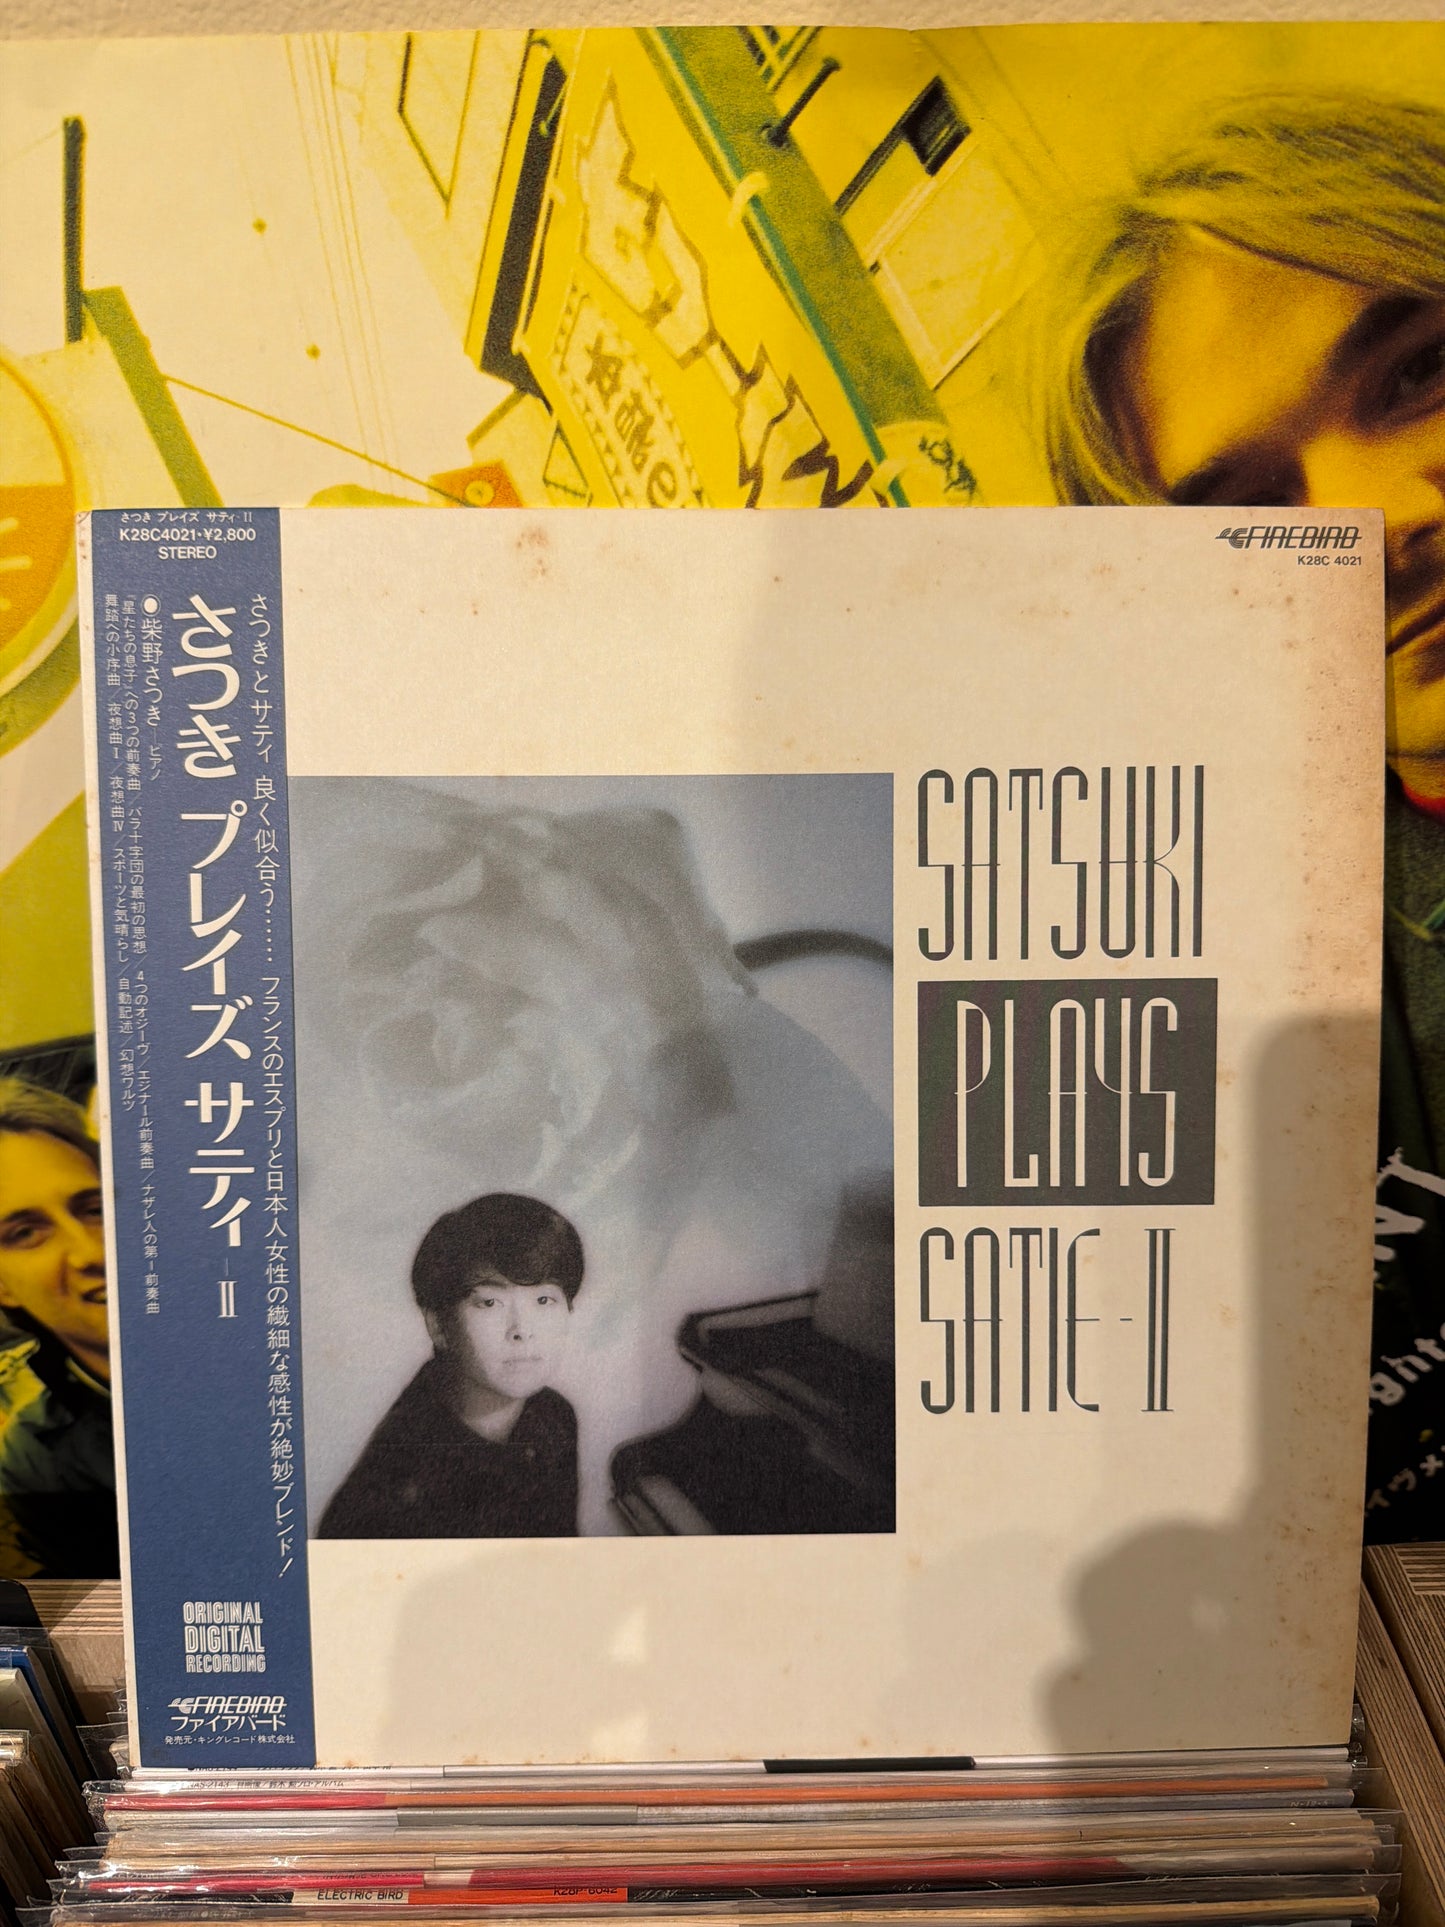 さつき プレイズ サティ-II
K28C4021・¥2,800
STEREO
さつきとサティ 良く似合う……フランスのエスプリと日本人女性の繊細な感性が絶妙ブレンド!
さつき プレイズ サティ-II
●柴野さつき—ピアノ
「星たちの息子」への3つの前奏曲/バラ十字団の最初の思想/4つのオジーヴ/エジナール前奏曲/ナザレ人の第1前奏曲
舞踏への小序曲/夜想曲I/夜想曲IV/スポーツと気晴らし/自動記述/幻想ワルツ
ORIGINAL
DIGITAL
RECORDING
FIREBIRD
ファイアバード
発売元・キングレコード株式会社
FIREBIRD
K28C 4021
SATSUKI
PLAYS
SATIE-II
ELECTRIC BIRD
K28P 6042